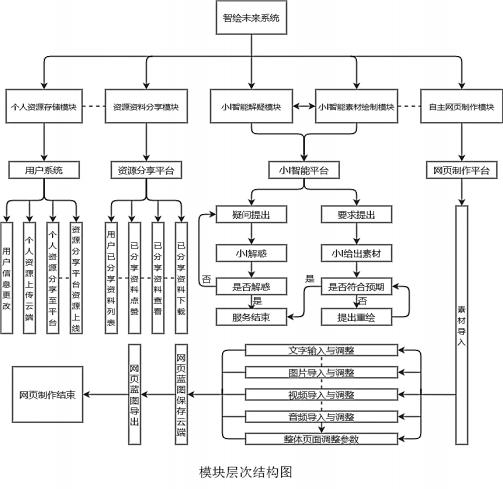 智绘未来系统
个人资源存储模块
资源资料分享模块
小I智能解疑模块
小I智能素材绘制模块
自主网页制作模块
用户系统
资源分享平台
小I智能平台
网页制作平台
用户信息更改
个人资源上传云端
个人资源分享至平台
资源分享平台资源上线
用户已分享资料列表
已分享资料点赞
已分享资料查看
已分享资料下载
疑问提出
要求提出
小I解惑
小I给出素材
否
是否解惑
是
是否符合预期
是
否
服务结束
提出重绘
素材导入
文字输入与调整
图片导入与调整
视频导入与调整
音频导入与调整
整体页面调整参数
网页蓝图保存云端
网页蓝图导出
网页制作结束
模块层次结构图